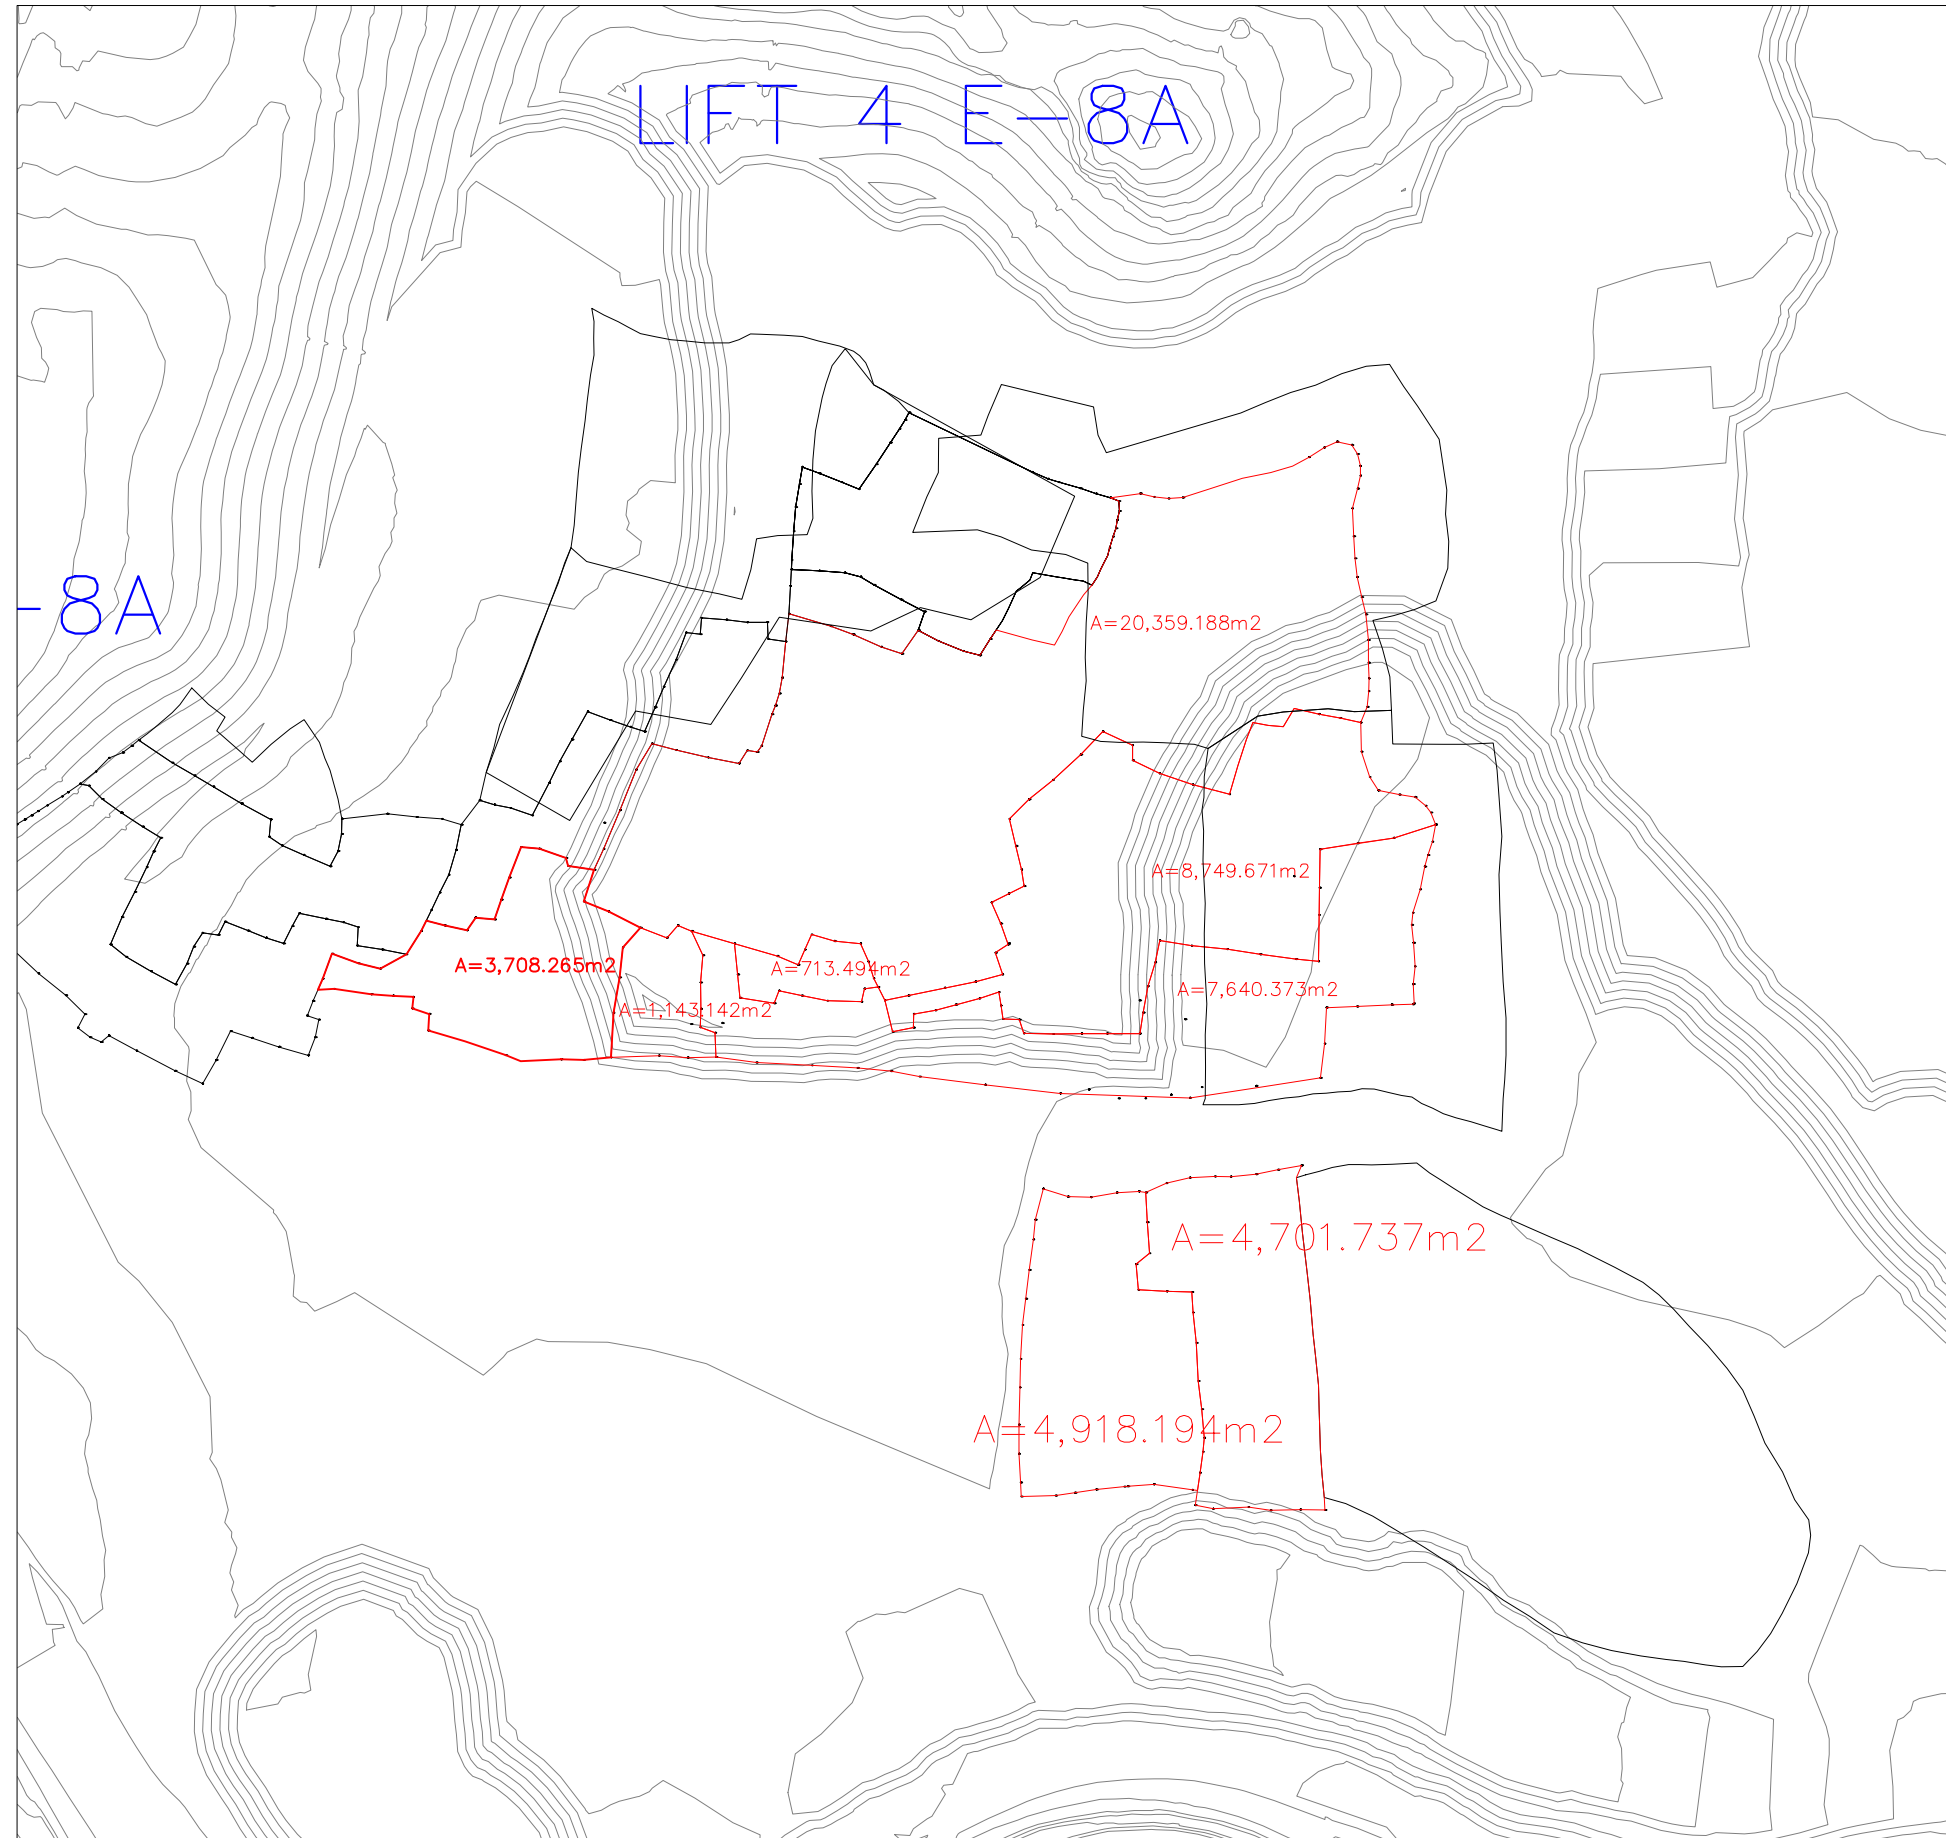 LIFT 4 E-8A
-8A
A=20,359.188m2
A=8,749.671m2
A=3,708.265m2
A=713.494m2
A=7,640.373m2
A=1,143.142m2
A=4,701.737m2
A=4,918.194m2